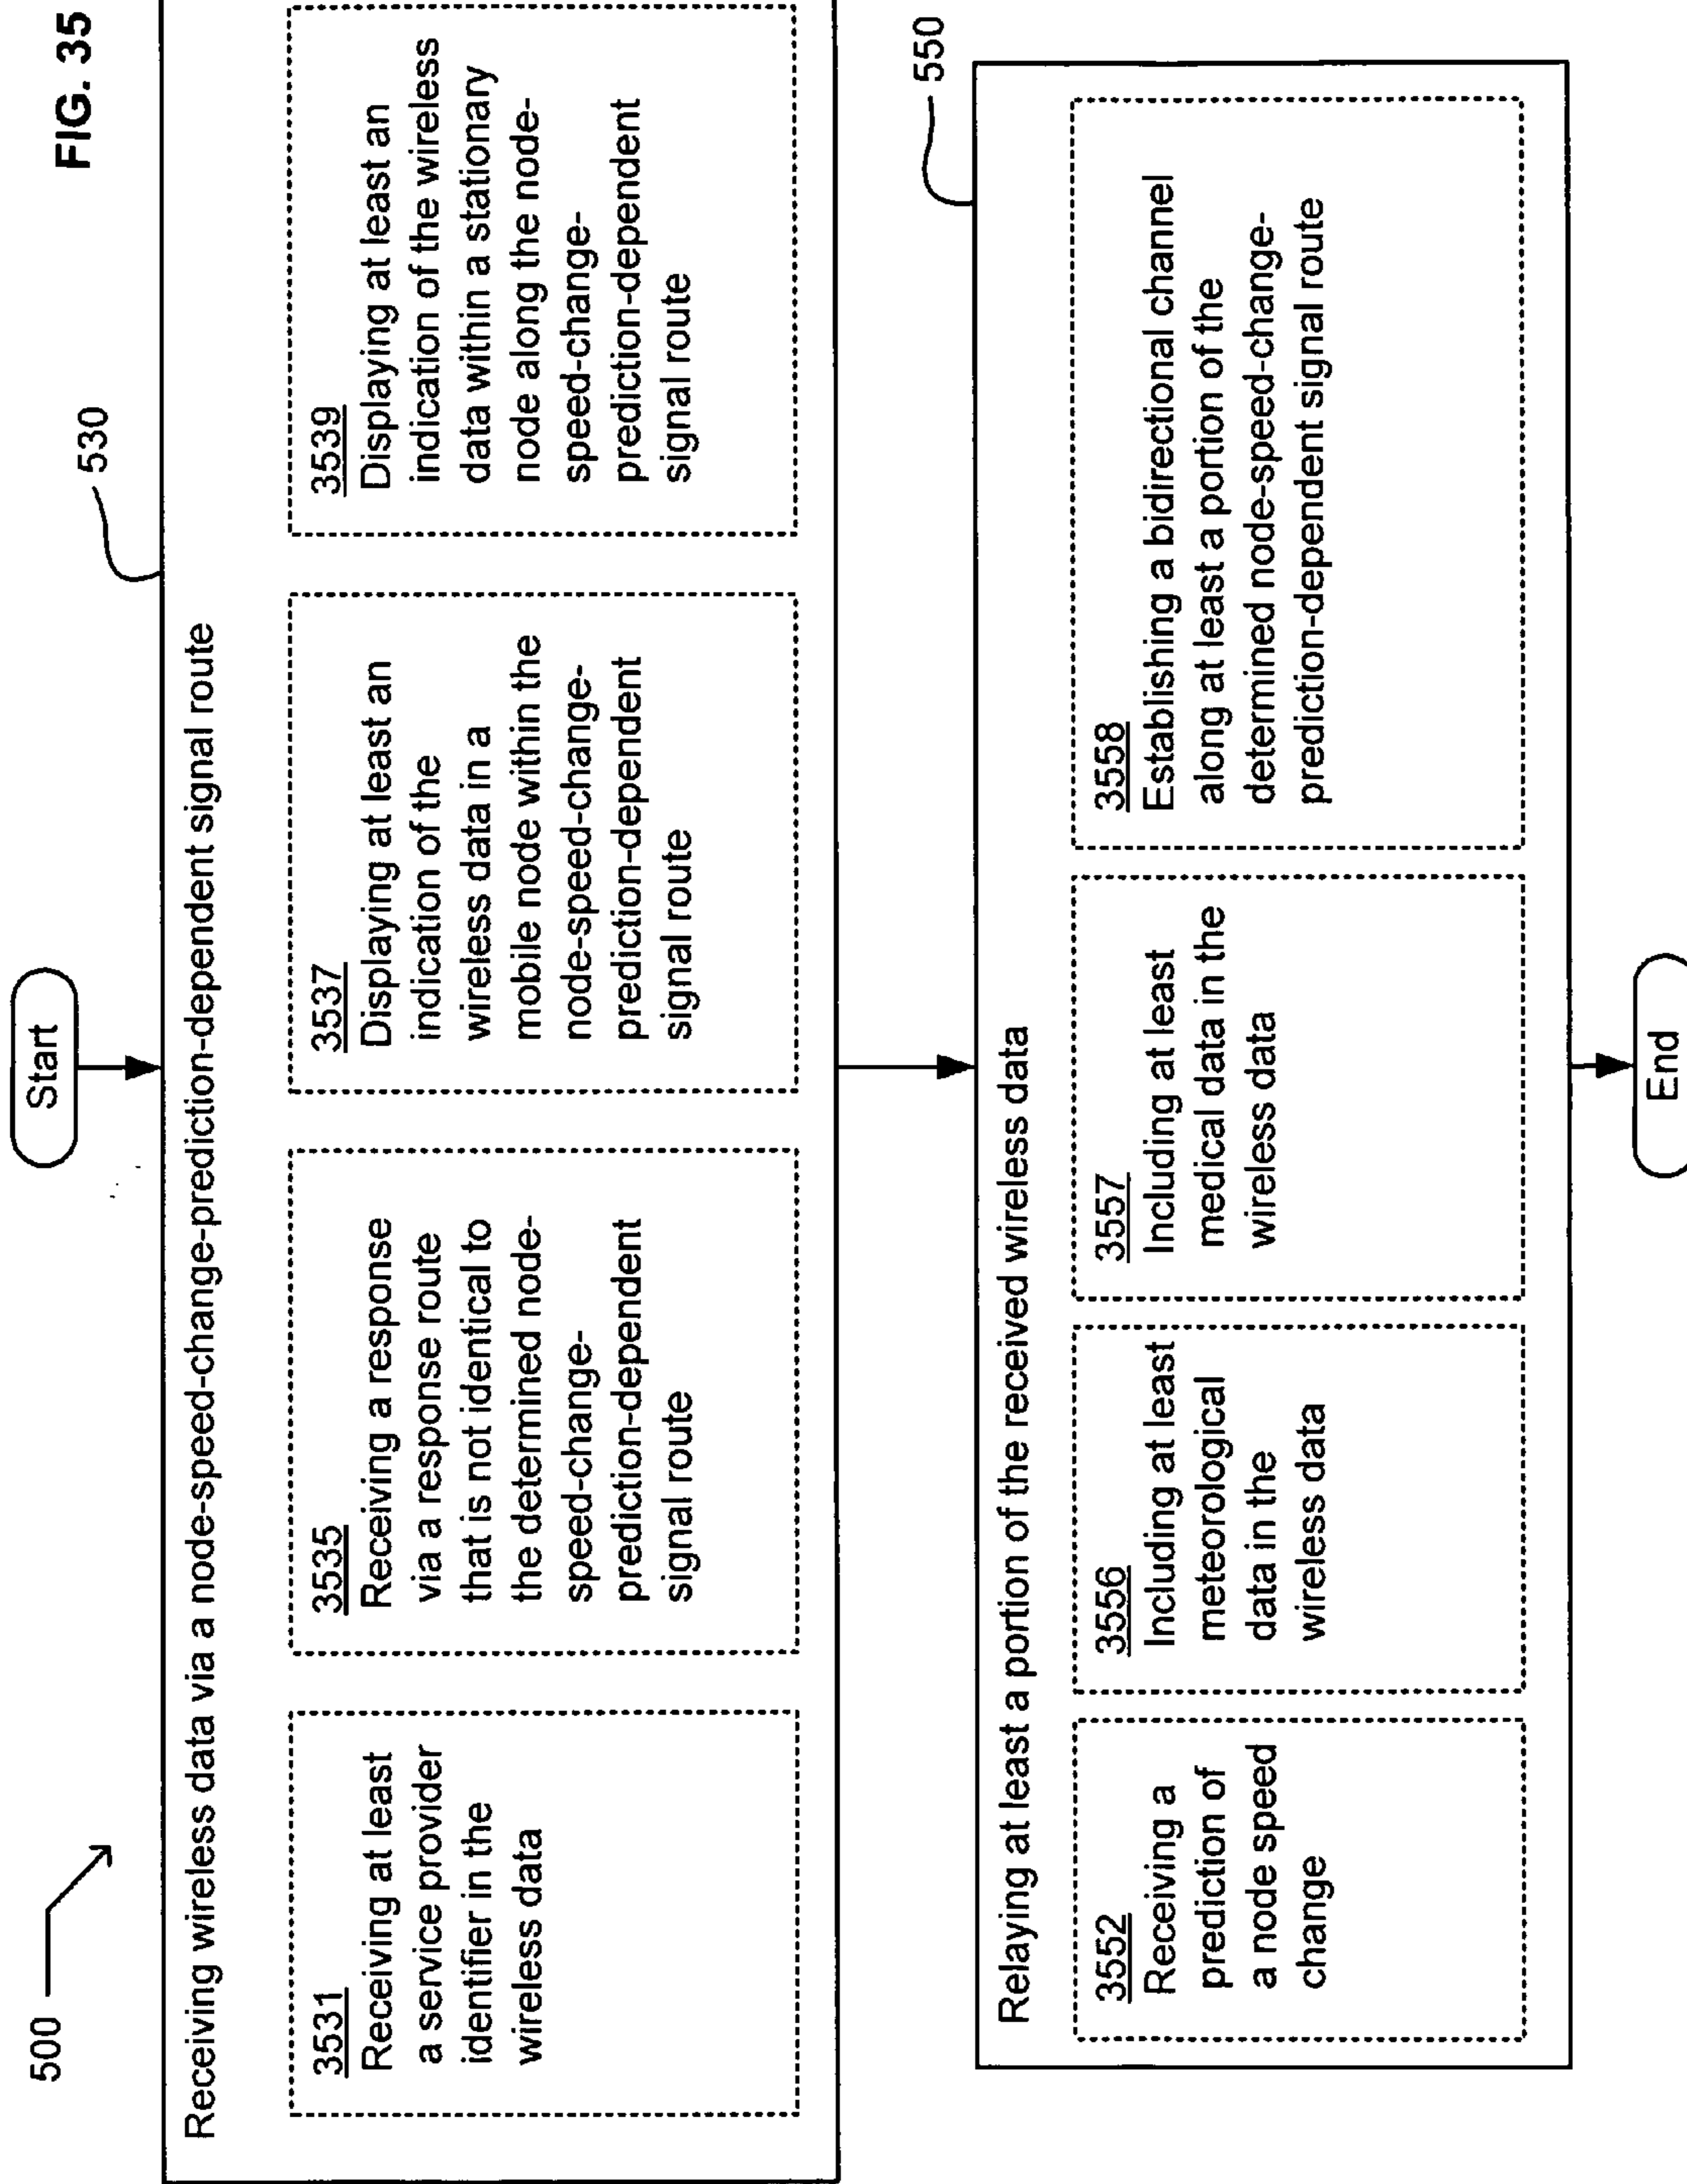 FIG. 35
500
Start
530
Receiving wireless data via a node-speed-change-prediction-dependent signal route
3531
Receiving at least
a service provider
identifier in the
wireless data
3535
Receiving a response
via a response route
that is not identical to
the determined node-
speed-change-
prediction-dependent
signal route
3537
Displaying at least an
indication of the
wireless data in a
mobile node within the
node-speed-change-
prediction-dependent
signal route
3539
Displaying at least an
indication of the wireless
data within a stationary
node along the node-
speed-change-
prediction-dependent
signal route
550
Relaying at least a portion of the received wireless data
3552
Receiving a
prediction of
a node speed
change
3556
Including at least
meteorological
data in the
wireless data
3557
Including at least
medical data in the
wireless data
3558
Establishing a bidirectional channel
along at least a portion of the
determined node-speed-change-
prediction-dependent signal route
End